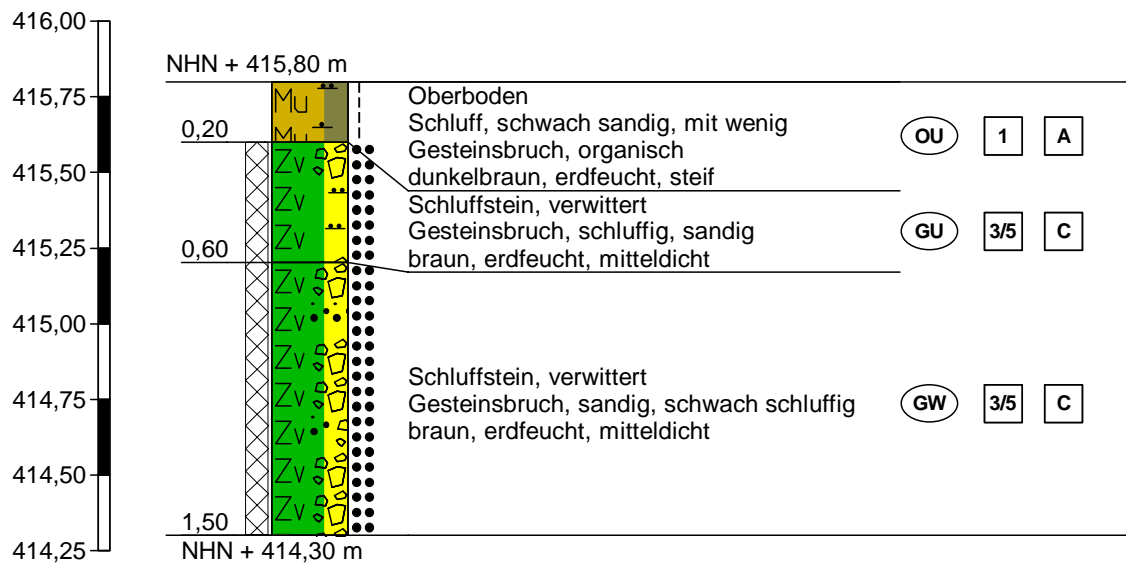 416,00
NHN + 415,80 m
415,75
Mu
Mu
0,20
Oberboden
Schluff, schwach sandig, mit wenig
Gesteinsbruch, organisch
dunkelbraun, erdfeucht, steif
OU 1 A
415,50
Zv
Zv
Zv
Schluffstein, verwittert
Gesteinsbruch, schluffig, sandig
braun, erdfeucht, mitteldicht
GU 3/5 C
415,25
0,60
415,00
Zv
Zv
Zv
Zv
Zv
Zv
Zv
Schluffstein, verwittert
Gesteinsbruch, sandig, schwach schluffig
braun, erdfeucht, mitteldicht
GW 3/5 C
414,75
414,50
1,50
414,25
NHN + 414,30 m